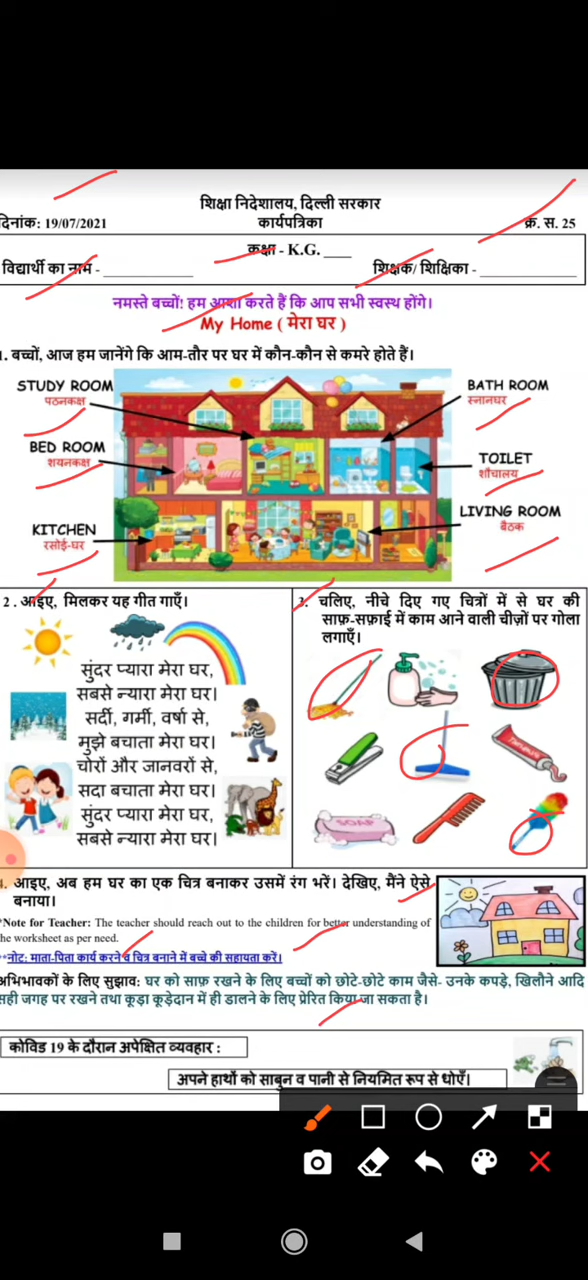 शिक्षा निदेशालय, दिल्ली सरकार
दिनांक: 19/07/2021
कार्यपत्रिका
क्र. स. 25
कक्षा - K.G. ____
विद्यार्थी का नाम - ____________
शिक्षक/ शिक्षिका - ____________
नमस्ते बच्चों! हम आशा करते हैं कि आप सभी स्वस्थ होंगे।
My Home ( मेरा घर )
1. बच्चों, आज हम जानेंगे कि आम-तौर पर घर में कौन-कौन से कमरे होते हैं।
STUDY ROOM
पठनकक्ष
BATH ROOM
स्नानघर
BED ROOM
शयनकक्ष
TOILET
शौचालय
KITCHEN
रसोई-घर
LIVING ROOM
बैठक
2 . आइए, मिलकर यह गीत गाएँ।
सुंदर प्यारा मेरा घर,
सबसे न्यारा मेरा घर।
सर्दी, गर्मी, वर्षा से,
मुझे बचाता मेरा घर।
चोरों और जानवरों से,
सदा बचाता मेरा घर।
सुंदर प्यारा मेरा घर,
सबसे न्यारा मेरा घर।
3. चलिए, नीचे दिए गए चित्रों में से घर की
साफ़-सफ़ाई में काम आने वाली चीज़ों पर गोला
लगाएँ।
SOAP
आइए, अब हम घर का एक चित्र बनाकर उसमें रंग भरें। देखिए, मैंने ऐसे
बनाया।
*Note for Teacher: The teacher should reach out to the children for better understanding of
he worksheet as per need.
**नोट: माता-पिता कार्य करने व चित्र बनाने में बच्चे की सहायता करें।
अभिभावकों के लिए सुझाव: घर को साफ़ रखने के लिए बच्चों को छोटे-छोटे काम जैसे- उनके कपड़े, खिलौने आदि
सही जगह पर रखने तथा कूड़ा कूड़ेदान में ही डालने के लिए प्रेरित किया जा सकता है।
कोविड 19 के दौरान अपेक्षित व्यवहार :
अपने हाथों को साबुन व पानी से नियमित रूप से धोएँ।